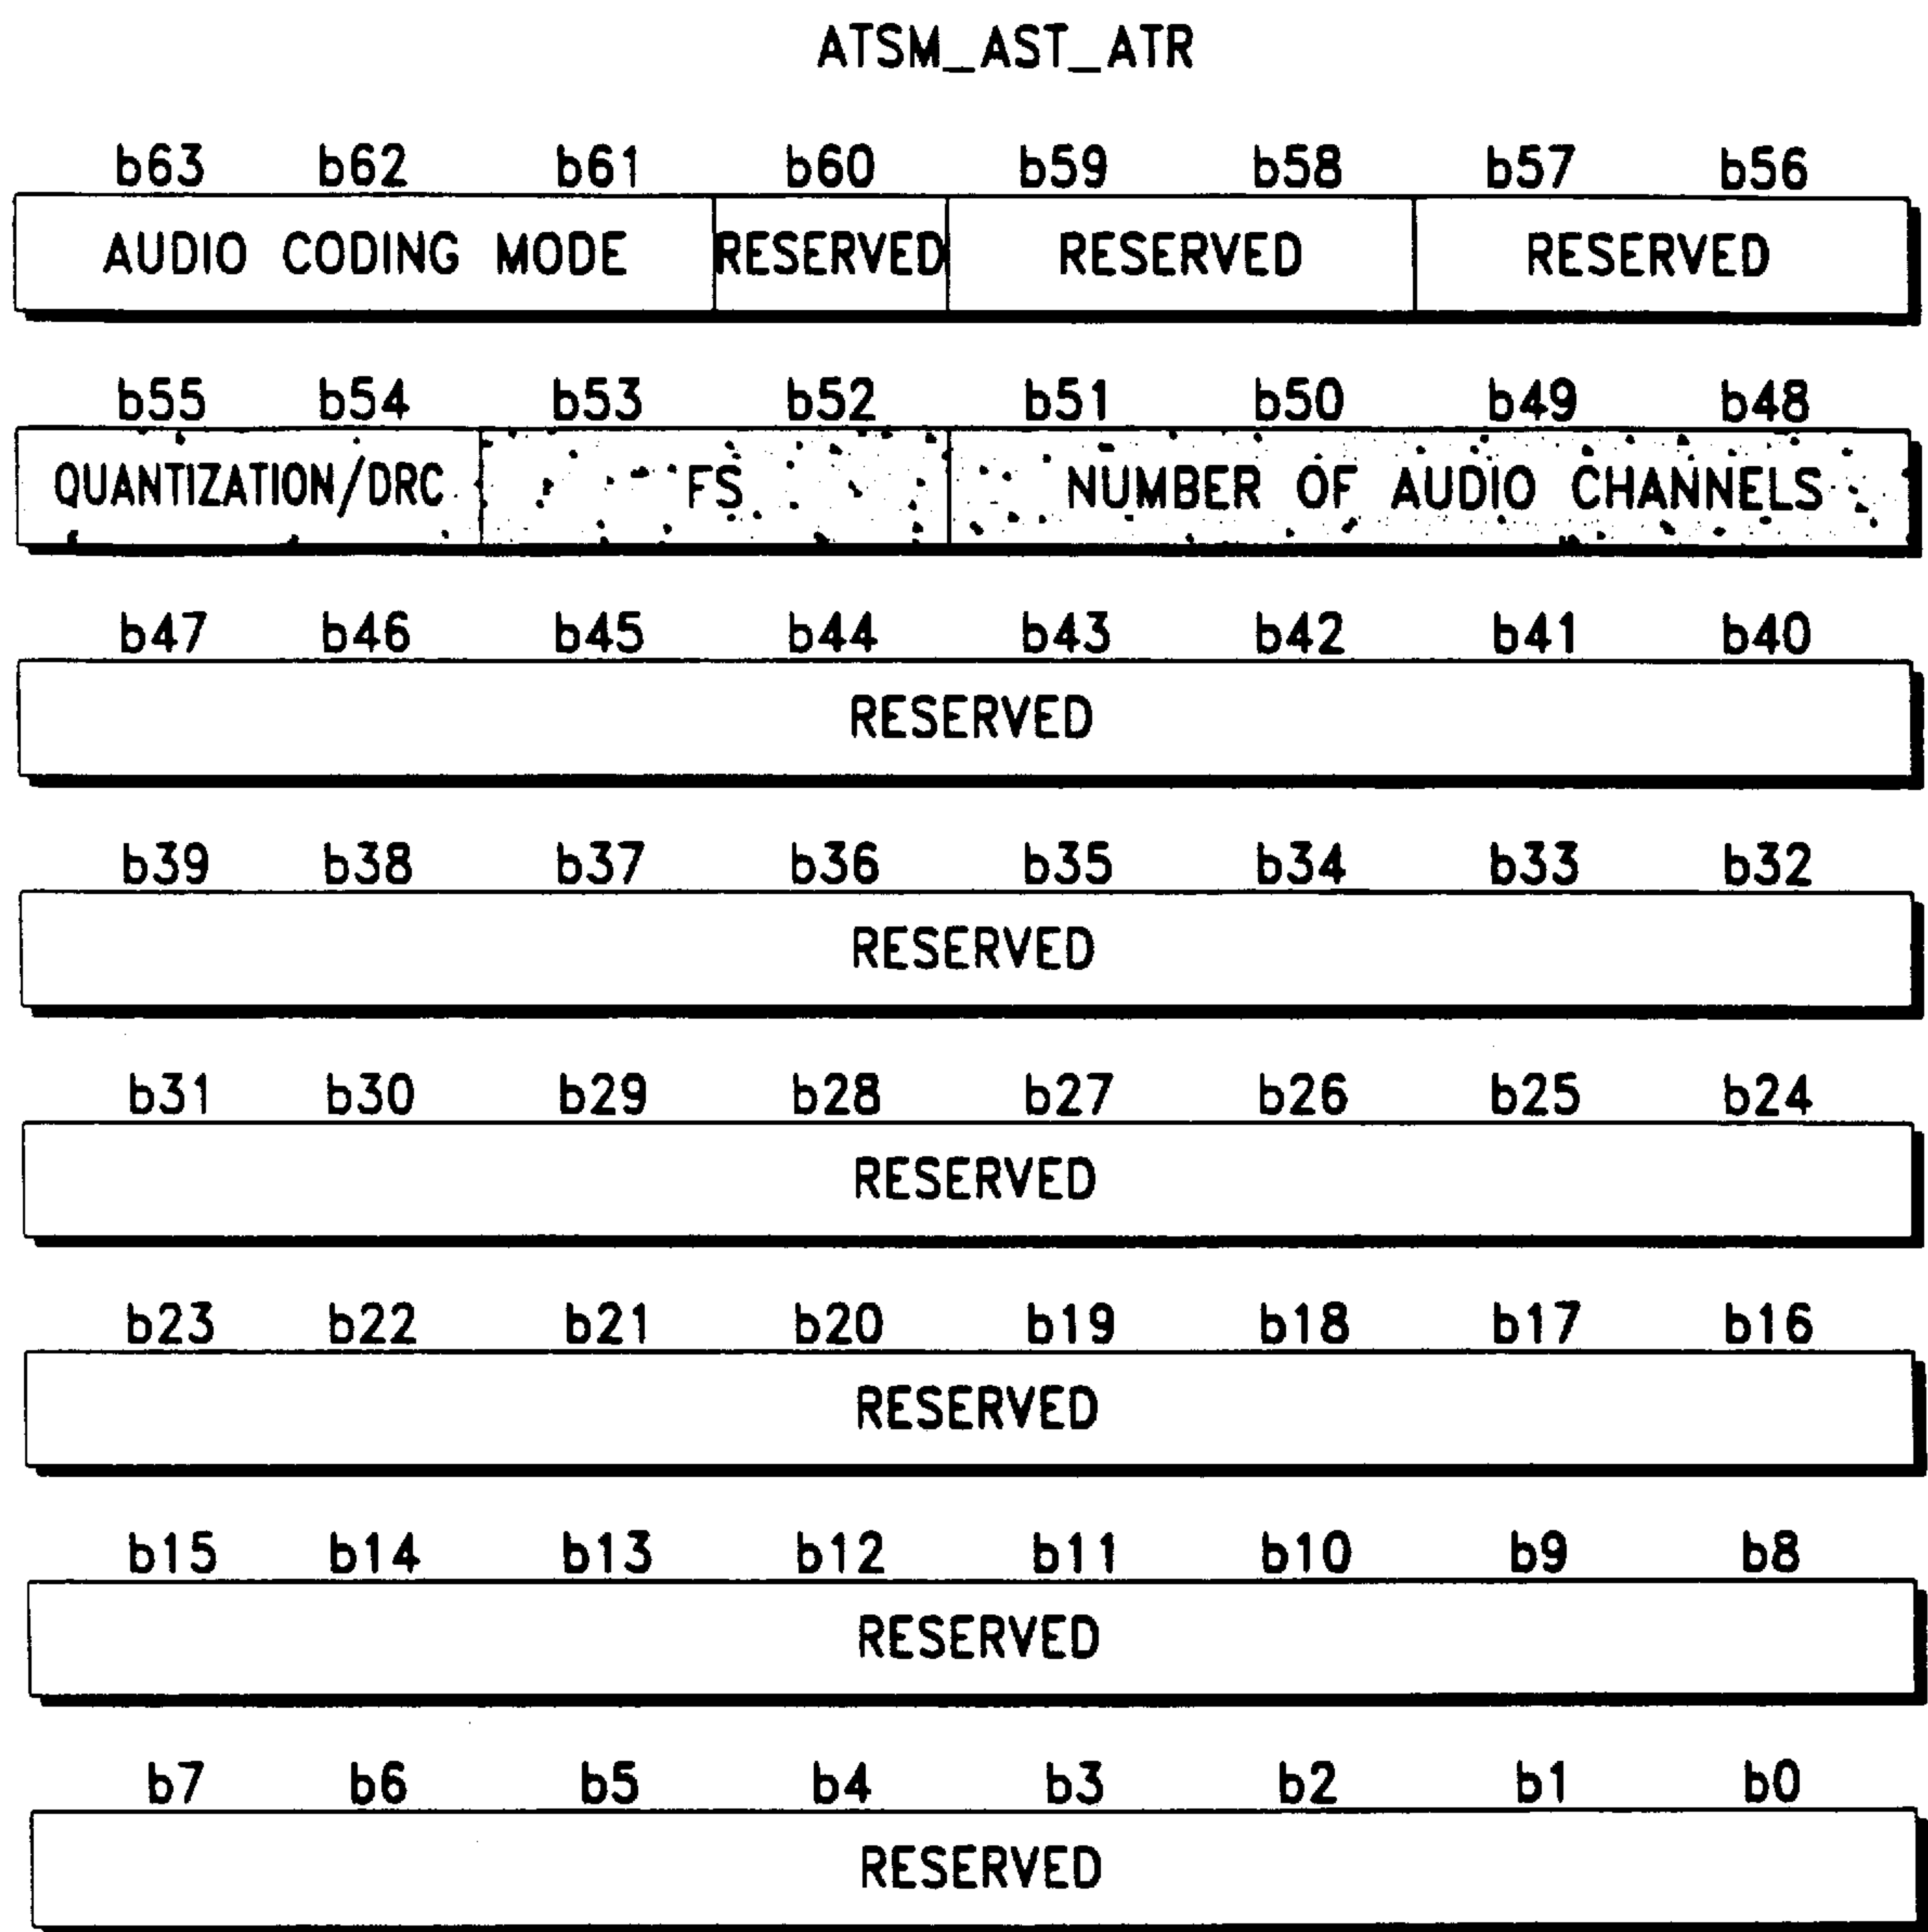 ATSM_AST_ATR
b63 b62 b61 b60 b59 b58 b57 b56
AUDIO CODING MODE RESERVED RESERVED RESERVED
b55 b54 b53 b52 b51 b50 b49 b48
QUANTIZATION/DRC FS NUMBER OF AUDIO CHANNELS
b47 b46 b45 b44 b43 b42 b41 b40
RESERVED
b39 b38 b37 b36 b35 b34 b33 b32
RESERVED
b31 b30 b29 b28 b27 b26 b25 b24
RESERVED
b23 b22 b21 b20 b19 b18 b17 b16
RESERVED
b15 b14 b13 b12 b11 b10 b9 b8
RESERVED
b7 b6 b5 b4 b3 b2 b1 b0
RESERVED